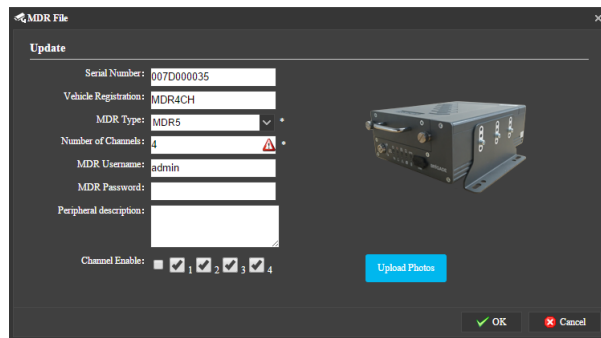 MDR File
Update
Serial Number: 007D000035
Vehicle Registration: MDR4CH
MDR Type: MDR5 *
Number of Channels: 4 *
MDR Username: admin
MDR Password:
Peripheral description:
Channel Enable: 1 2 3 4
Upload Photos
OK Cancel